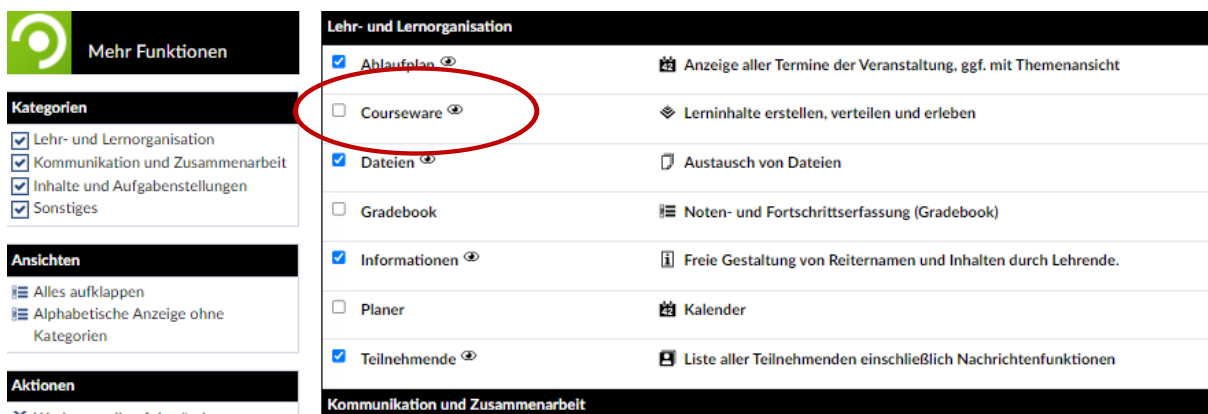 Mehr Funktionen
Kategorien
Lehr- und Lernorganisation
Kommunikation und Zusammenarbeit
Inhalte und Aufgabenstellungen
Sonstiges
Ansichten
Alles aufklappen
Alphabetische Anzeige ohne
Kategorien
Aktionen
Lehr- und Lernorganisation
Ablaufplan 42 Anzeige aller Termine der Veranstaltung, ggf. mit Themenansicht
Courseware Lerninhalte erstellen, verteilen und erleben
Dateien Austausch von Dateien
Gradebook Noten- und Fortschrittserfassung (Gradebook)
Informationen Freie Gestaltung von Reiternamen und Inhalten durch Lehrende.
Planer 42 Kalender
Teilnehmende Liste aller Teilnehmenden einschließlich Nachrichtenfunktionen
Kommunikation und Zusammenarbeit